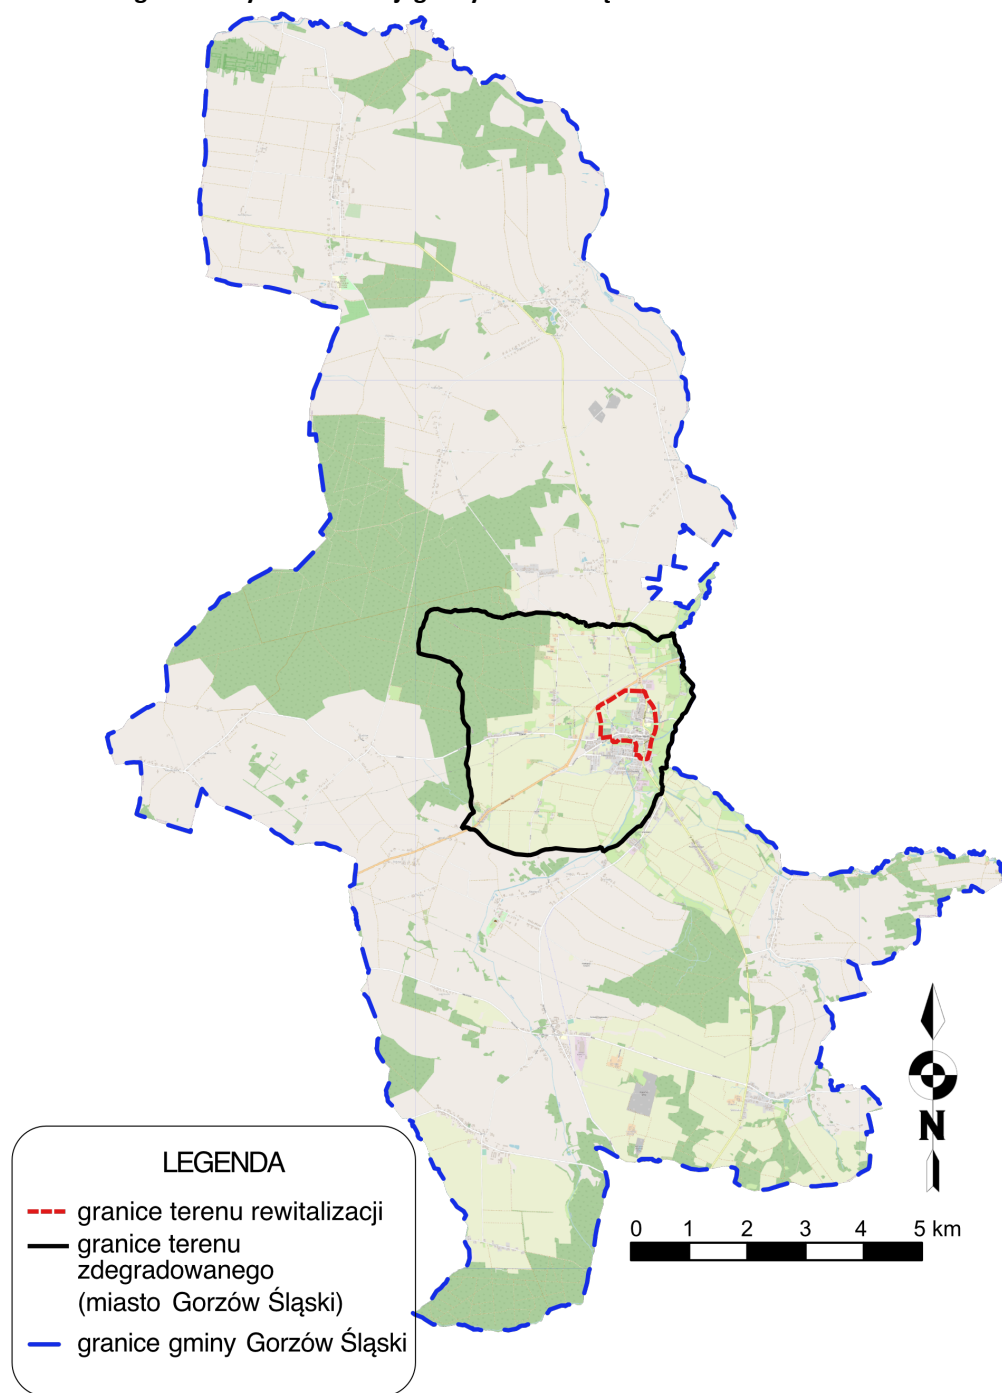 LEGENDA
granice terenu rewitalizacji
granice terenu
zdegradowanego
(miasto Gorzów Śląski)
granice gminy Gorzów Śląski
N
0 1 2 3 4 5 km